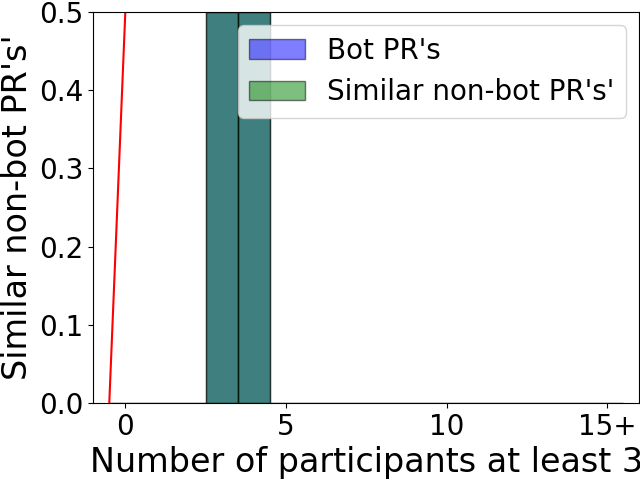 Similar non-bot PR's'
0.5
0.4
0.3
0.2
0.1
0.0
Bot PR's
Similar non-bot PR's'
0 5 10 15+
Number of participants at least 3